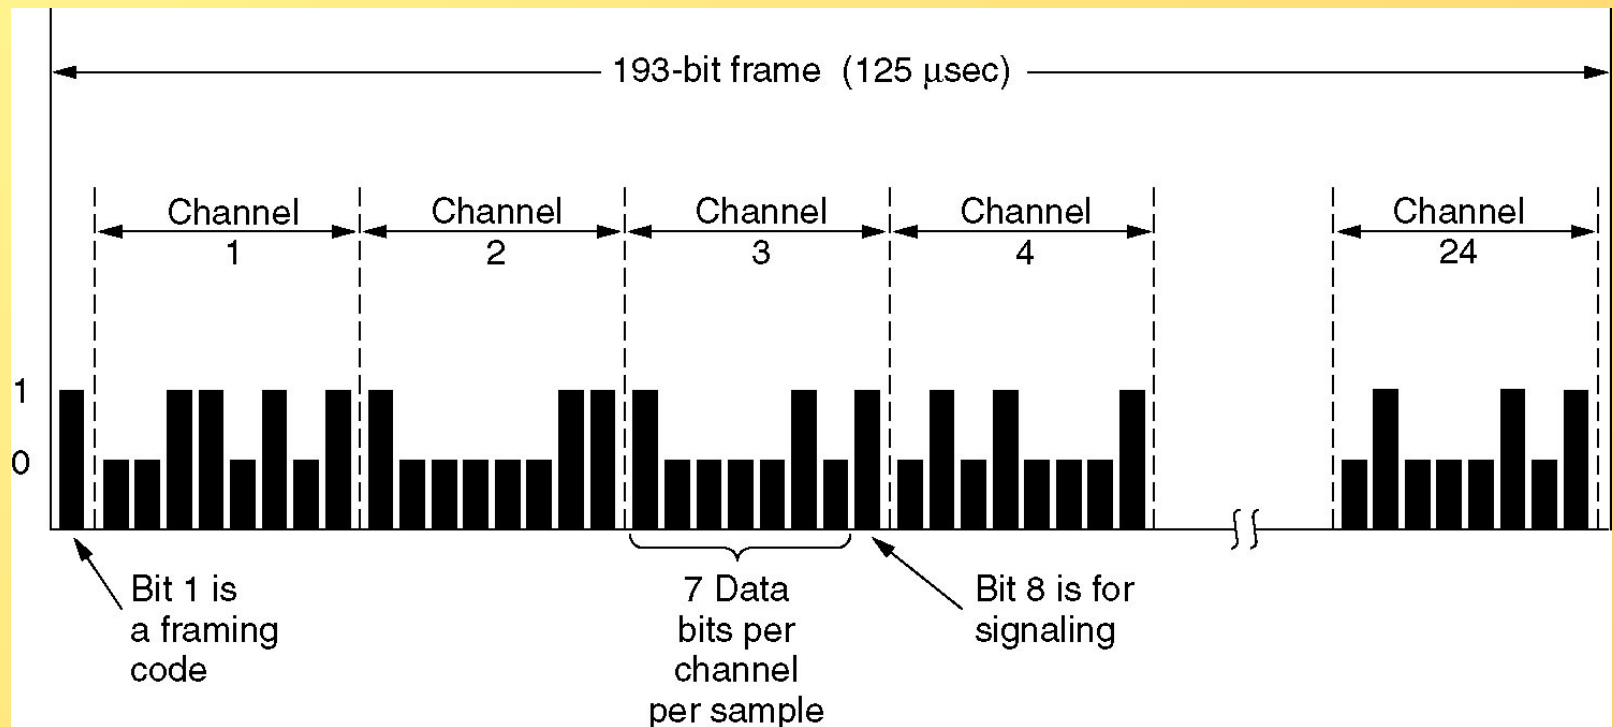 193-bit frame (125 μsec)
Channel
1
Channel
2
Channel
3
Channel
4
Channel
24
1
0
Bit 1 is
a framing
code
7 Data
bits per
channel
per sample
Bit 8 is for
signaling